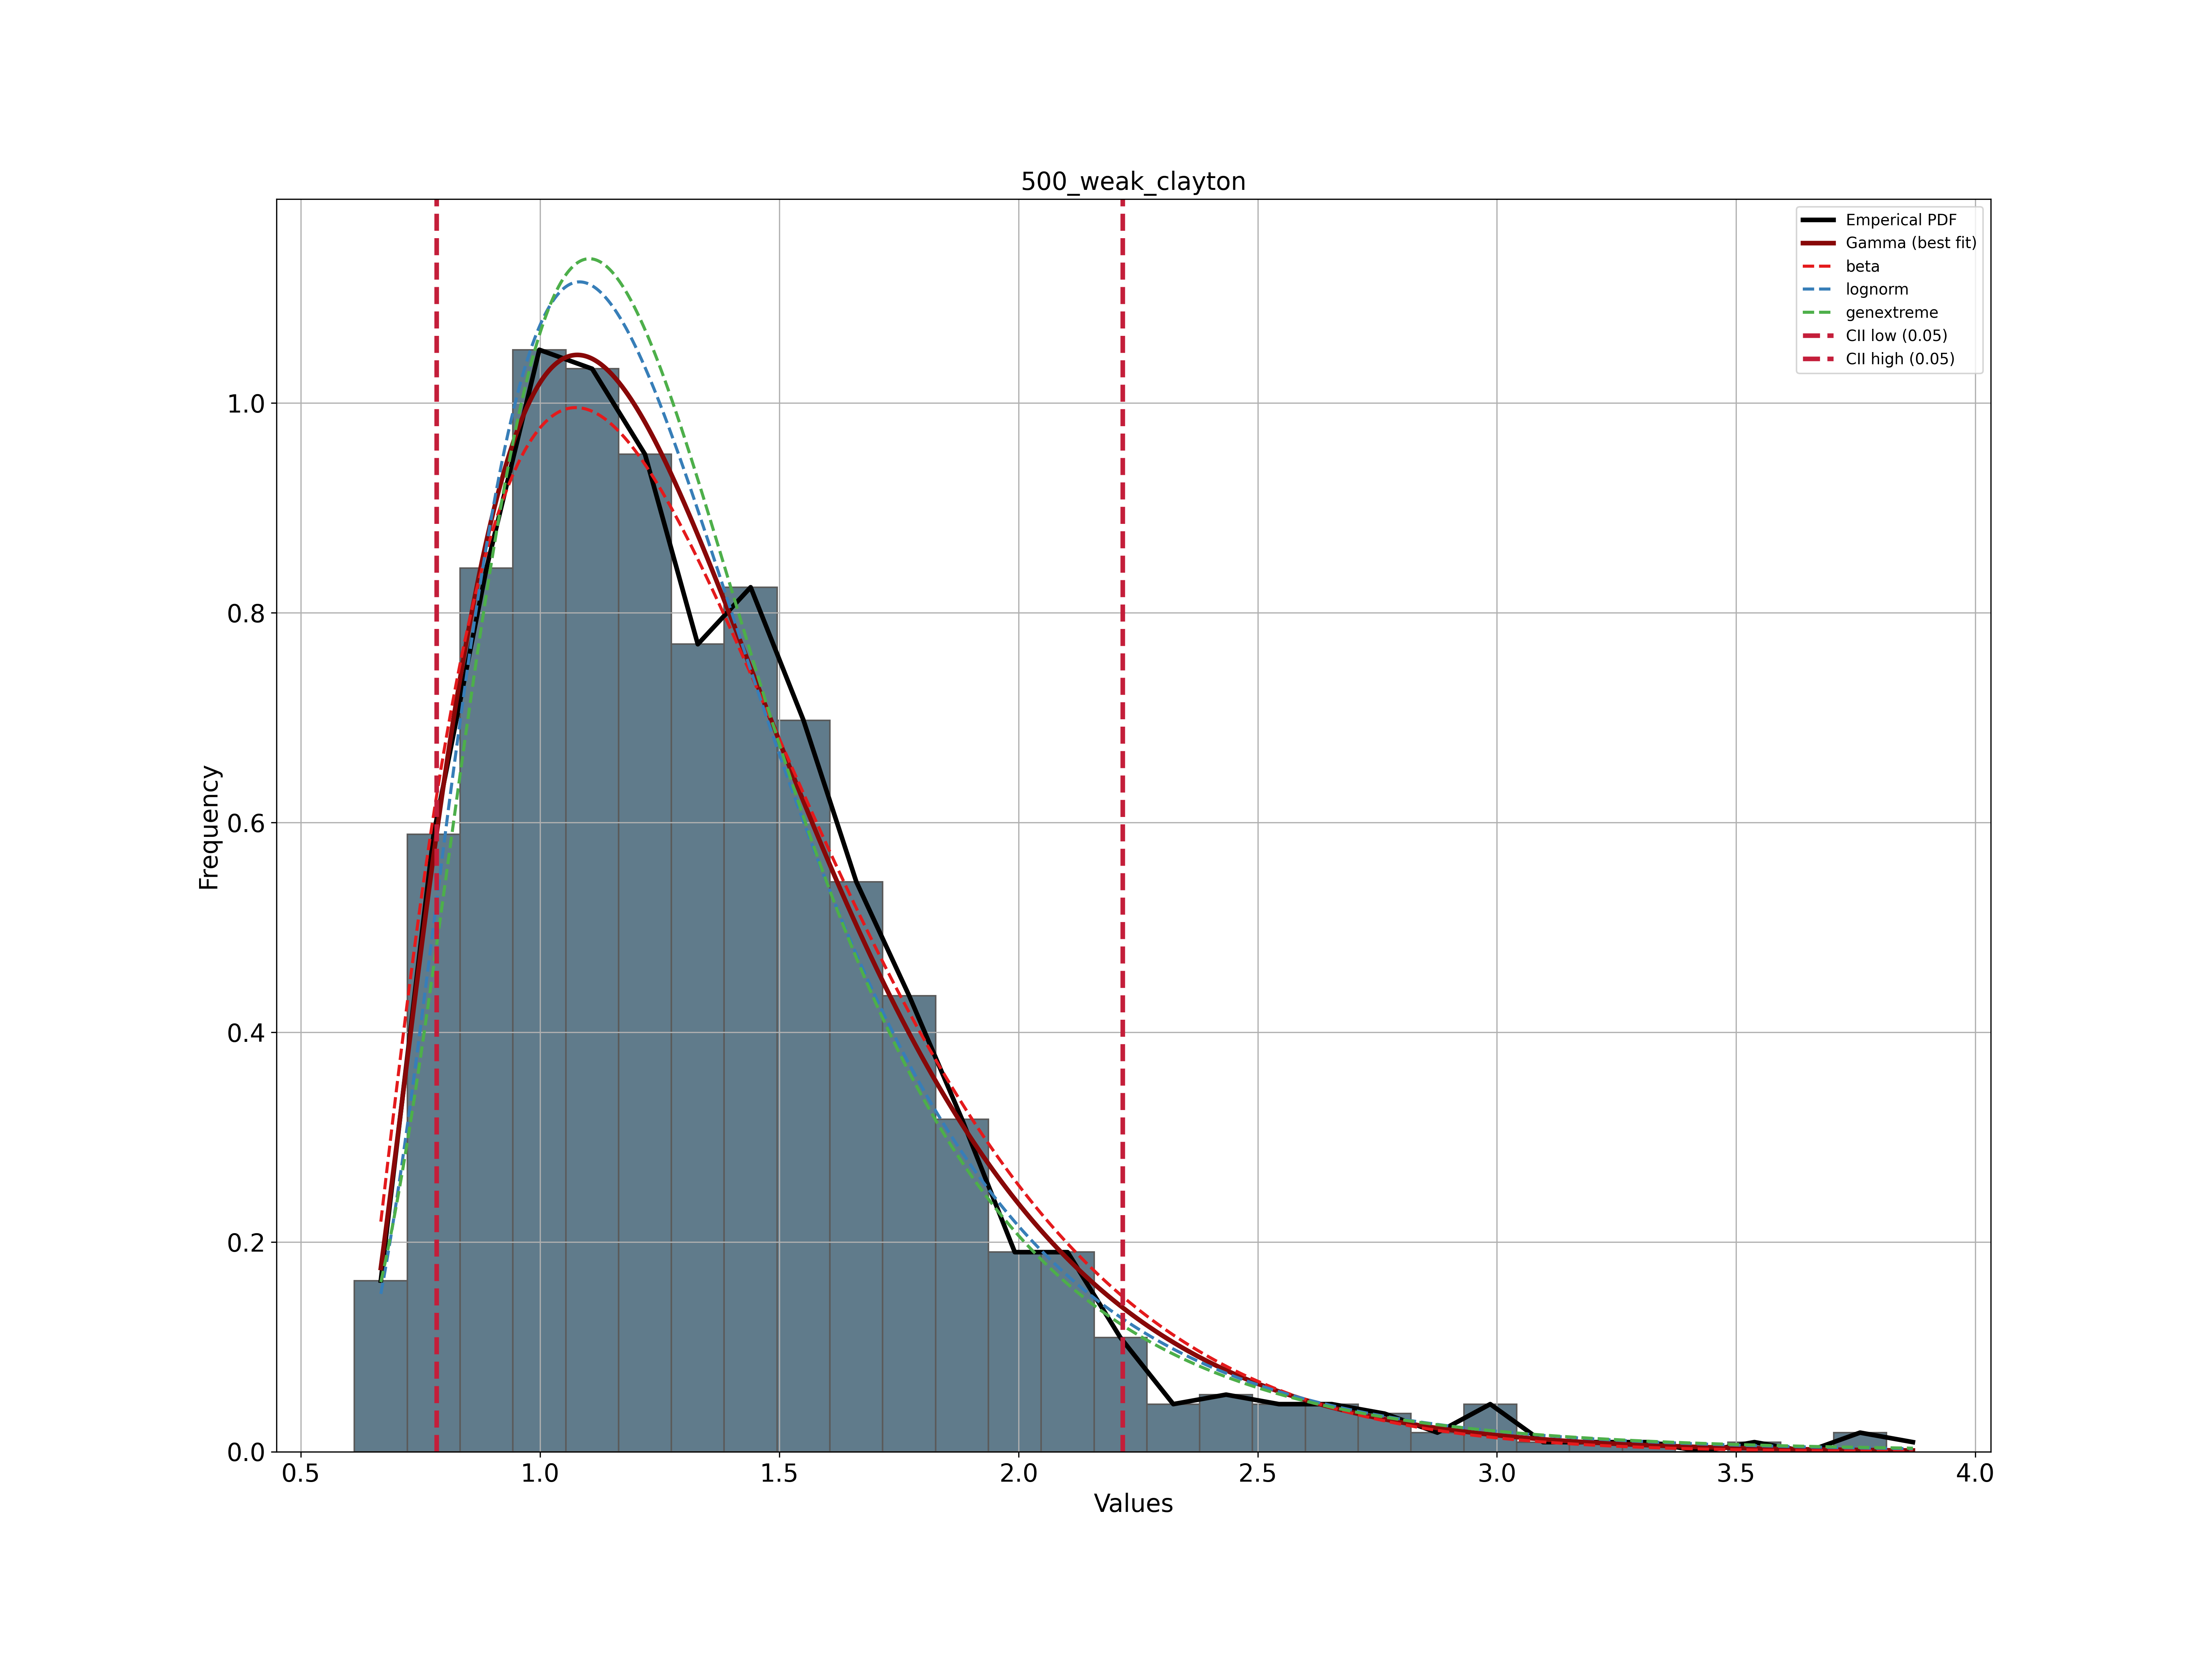 500_weak_clayton
Emperical PDF
Gamma (best fit)
beta
lognorm
genextreme
CII low (0.05)
CII high (0.05)
1.0
0.8
0.6
0.4
0.2
0.0
Frequency
0.5 1.0 1.5 2.0 2.5 3.0 3.5 4.0
Values